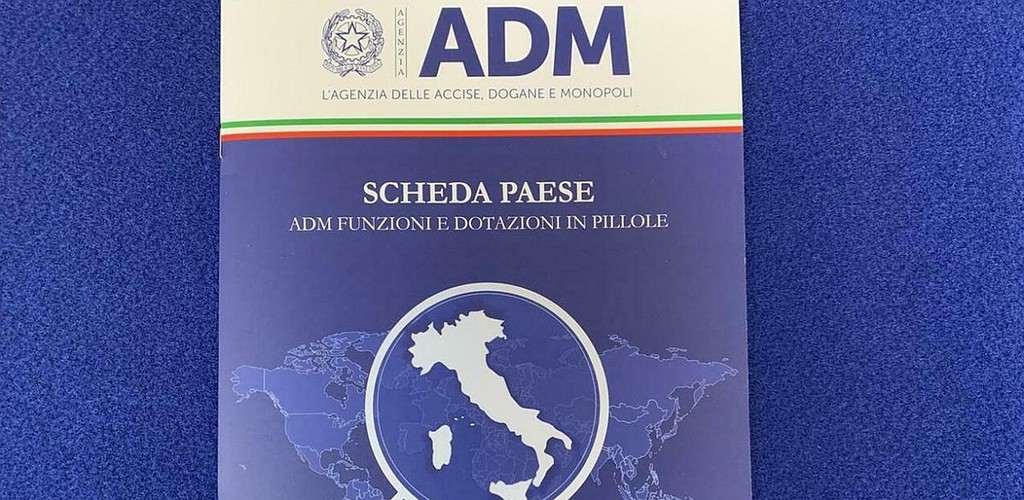 AGENZIA
ADM
L'AGENZIA DELLE ACCISE, DOGANE E MONOPOLI
SCHEDA PAESE
ADM FUNZIONI E DOTAZIONI IN PILLOLE